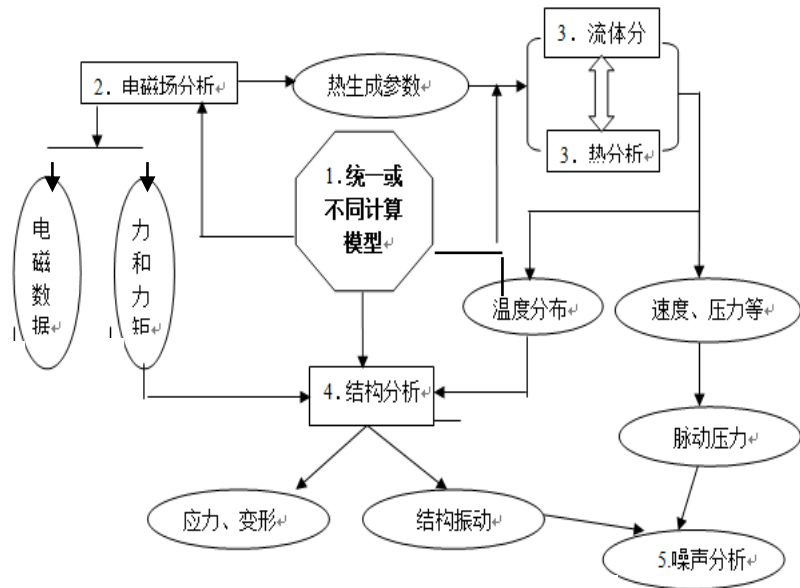 3. 流体分
2. 电磁场分析
热生成参数
3. 热分析
1.统一或
不同计算
模型
电
磁
数
据
力
和
力
矩
温度分布
速度、压力等
4. 结构分析
脉动压力
应力、变形
结构振动
5.噪声分析